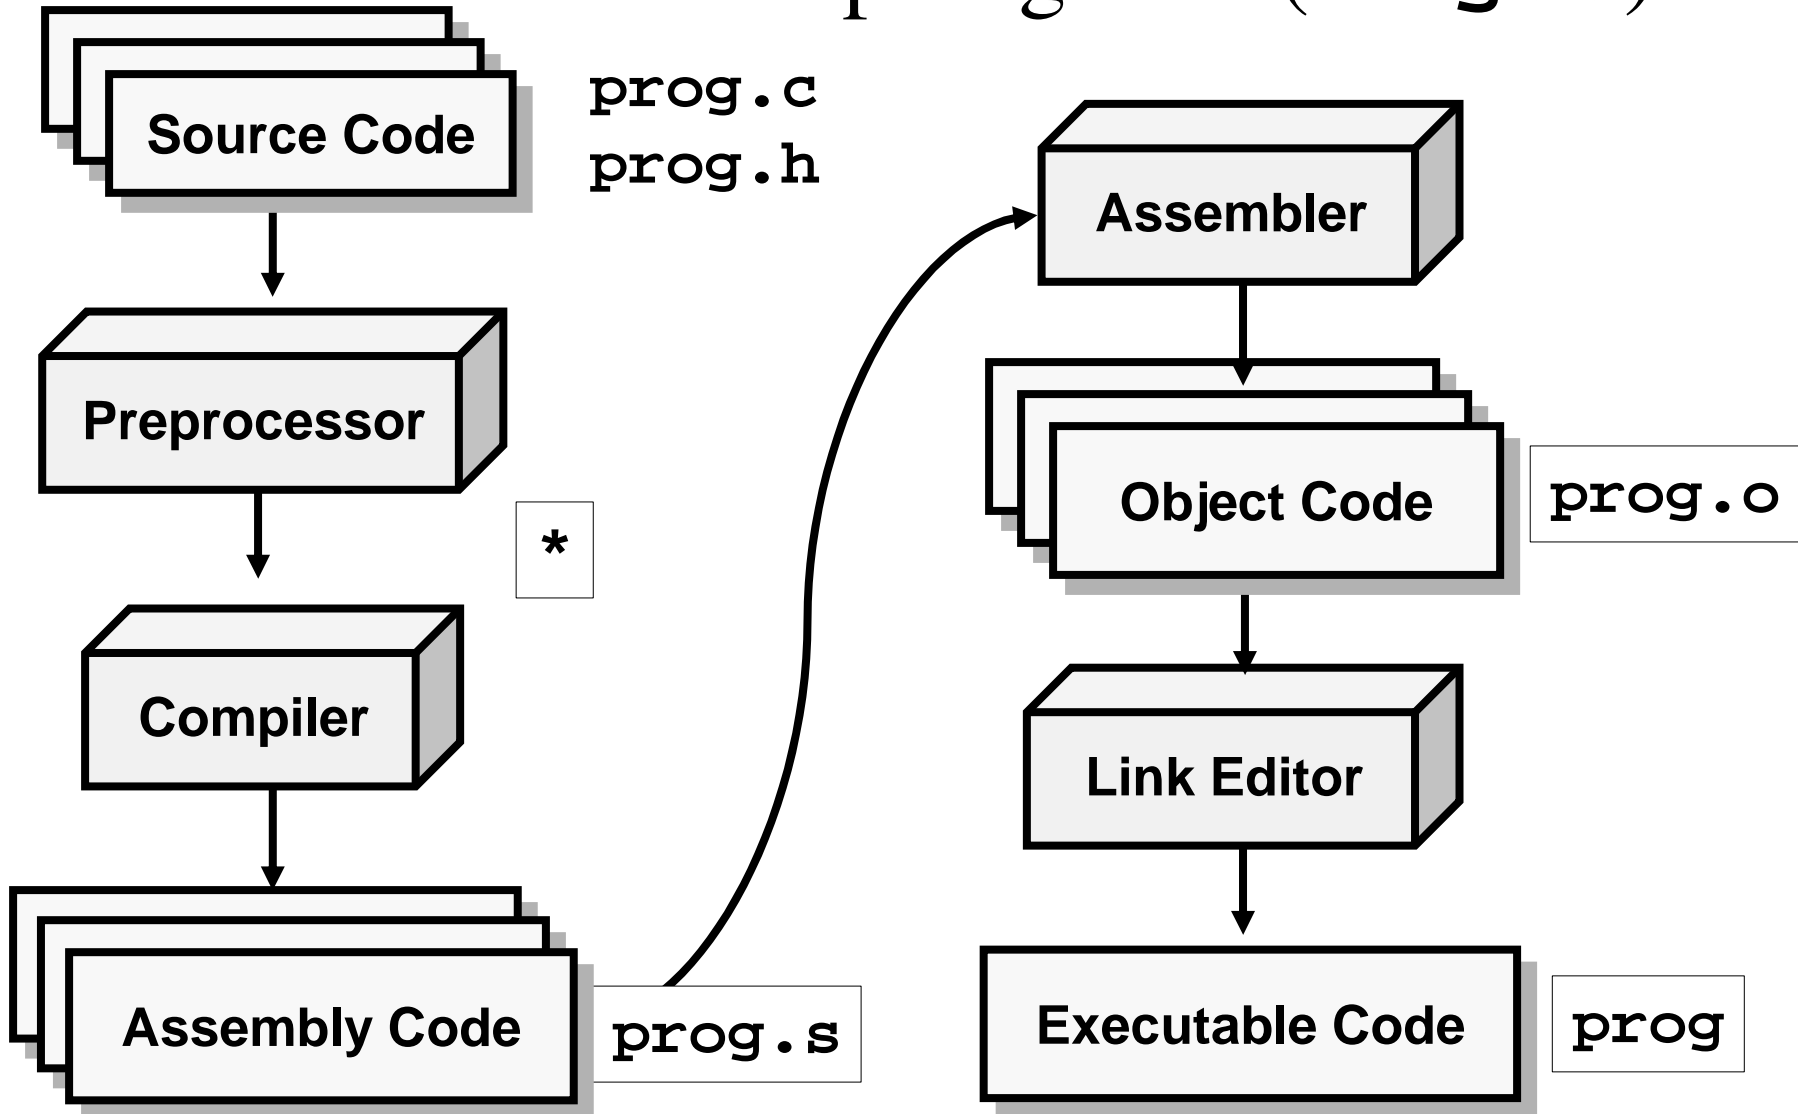 Source Code
prog.c
prog.h
Preprocessor
*
Compiler
Assembly Code
prog.s
Assembler
Object Code
prog.o
Link Editor
Executable Code
prog